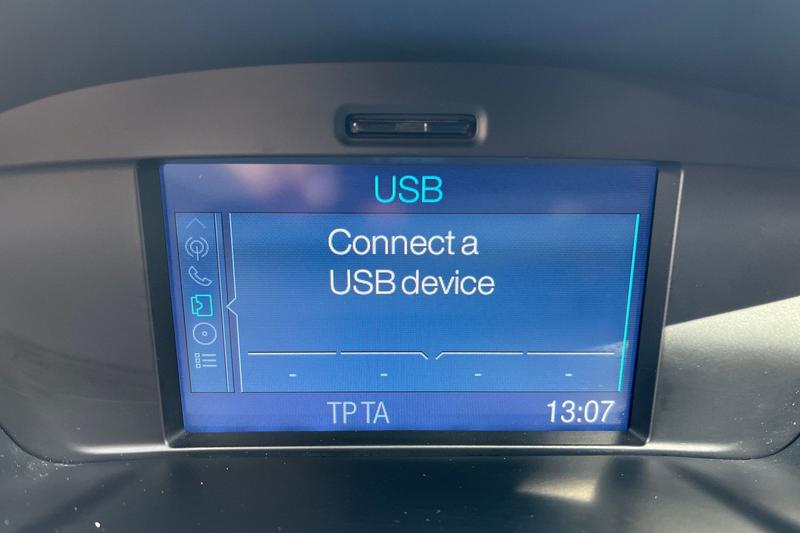 USB
Connect a
USB device
- - - -
TP TA 13:07